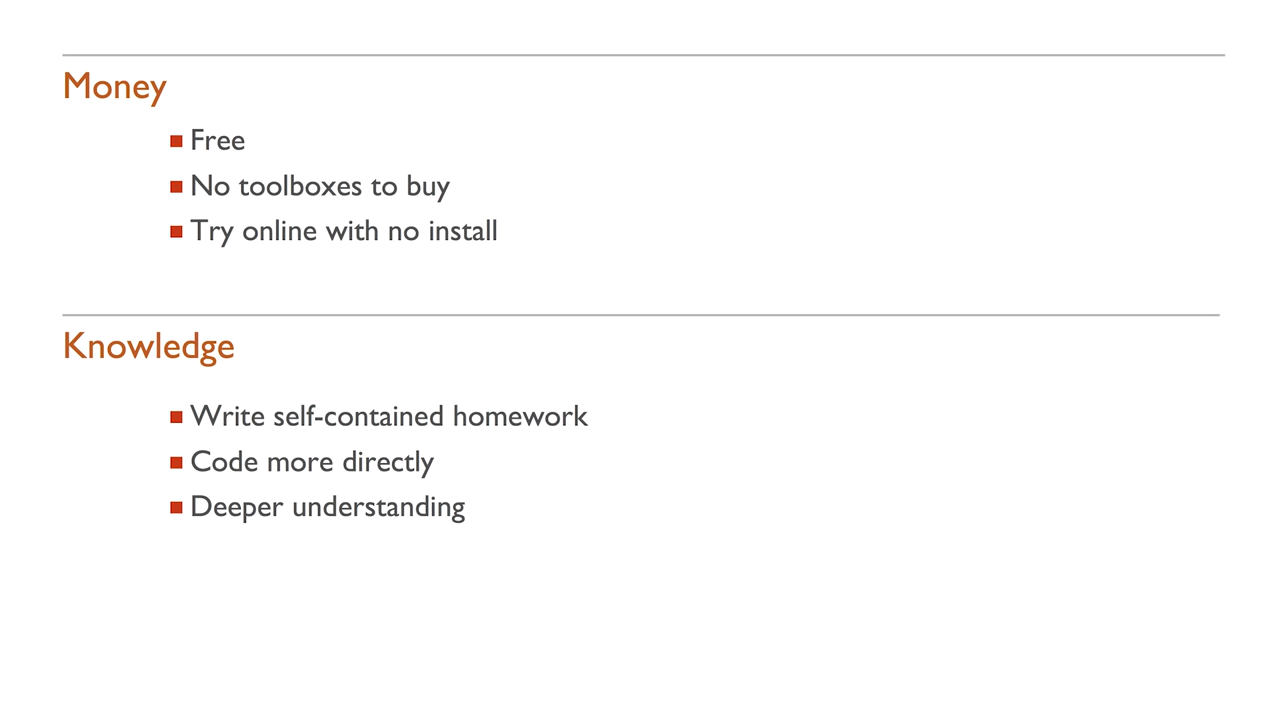 Money
Free
No toolboxes to buy
Try online with no install
Knowledge
Write self-contained homework
Code more directly
Deeper understanding